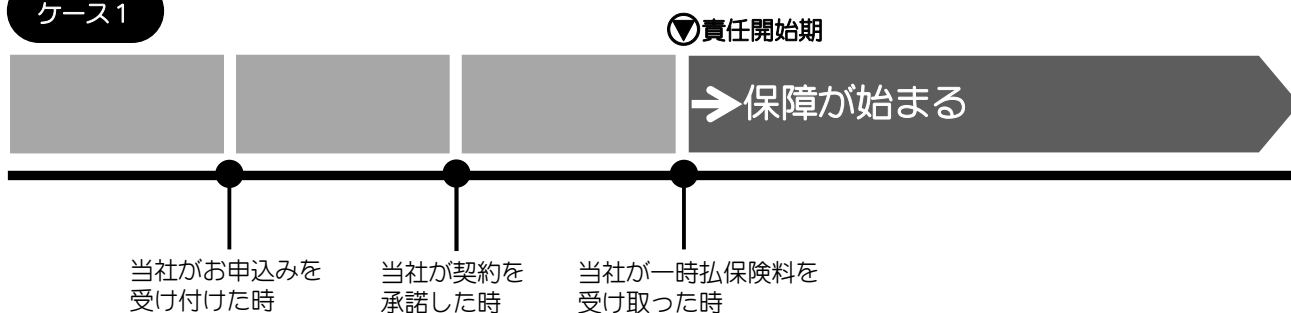 ケース1
責任開始期
保障が始まる
当社がお申込みを
受け付けた時
当社が契約を
承諾した時
当社が一時払保険料を
受け取った時